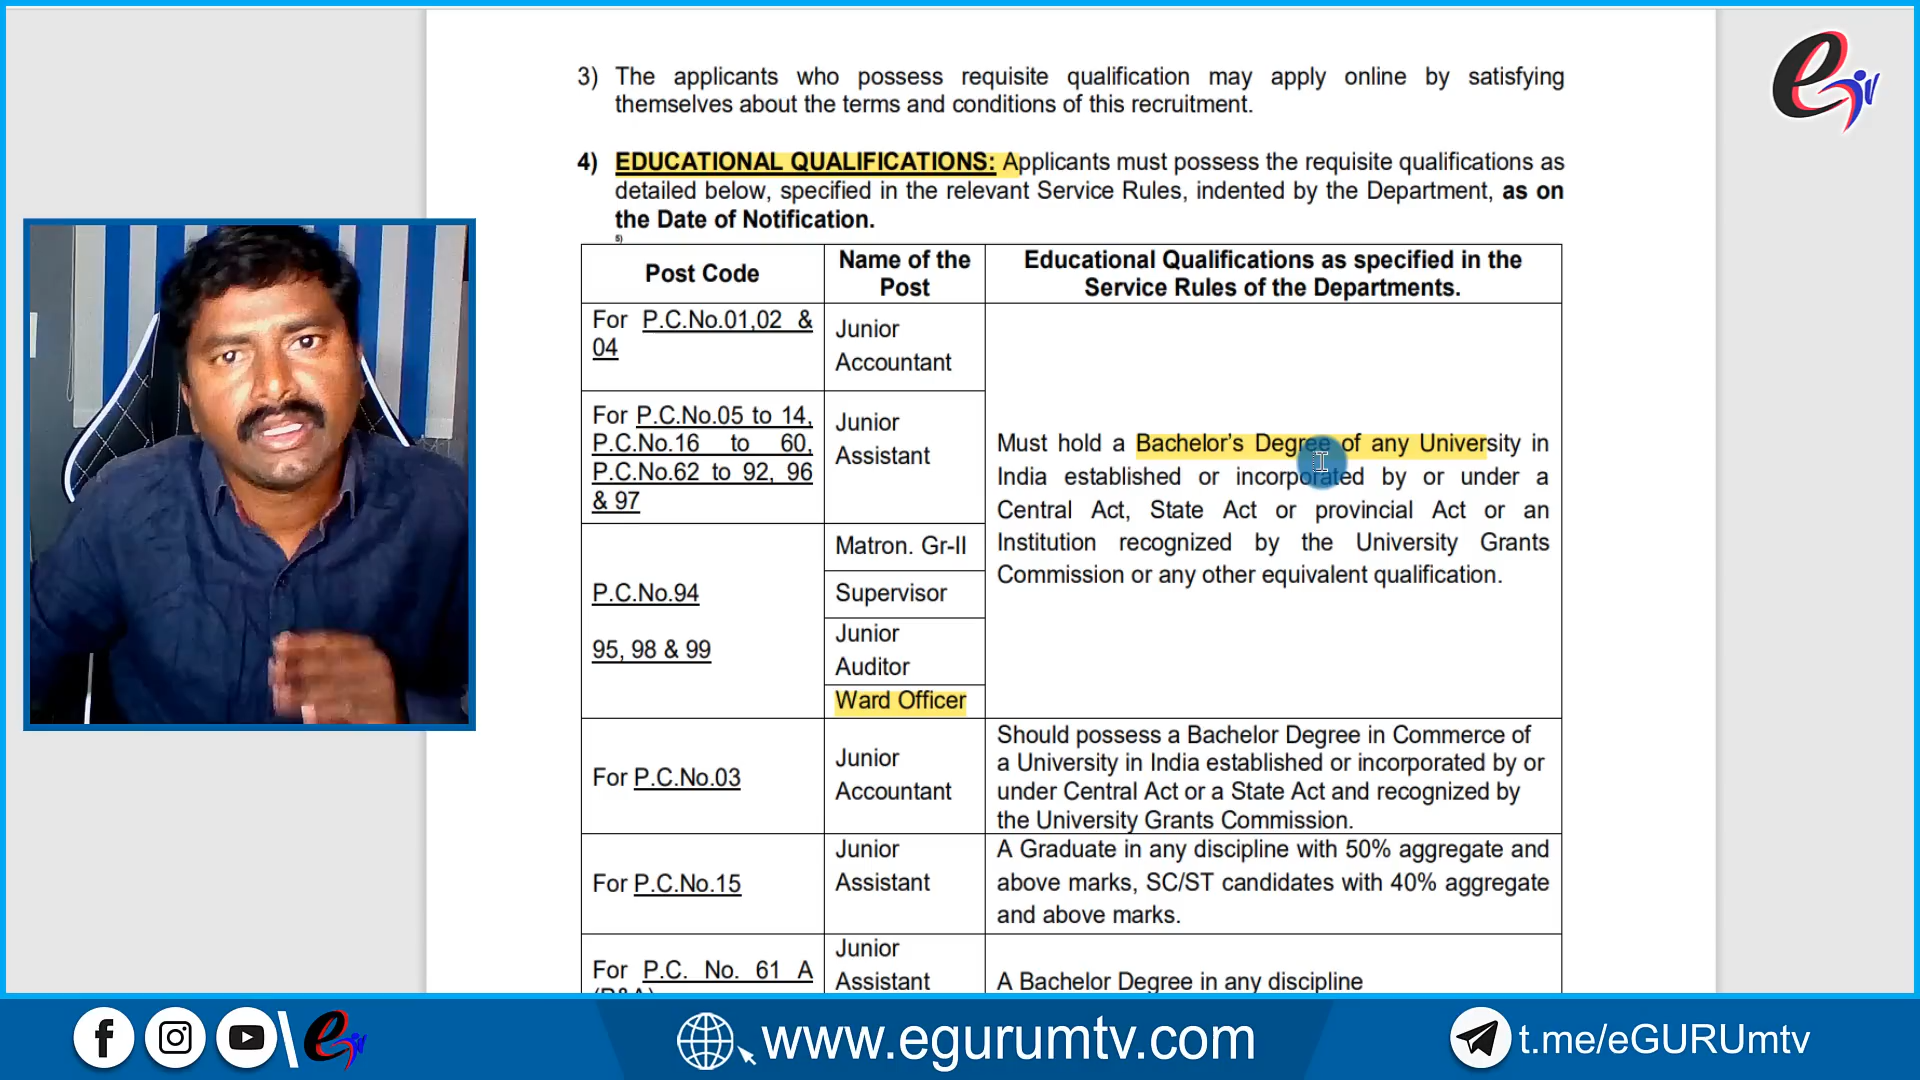 3) The applicants who possess requisite qualification may apply online by satisfying
themselves about the terms and conditions of this recruitment.
4) EDUCATIONAL QUALIFICATIONS: Applicants must possess the requisite qualifications as
detailed below, specified in the relevant Service Rules, indented by the Department, as on
the Date of Notification.
5)
Post Code
Name of the
Post
Educational Qualifications as specified in the
Service Rules of the Departments.
For P.C.No.01,02 &
04
Junior
Accountant
For P.C.No.05 to 14,
P.C.No.16 to 60,
P.C.No.62 to 92, 96
& 97
Junior
Assistant
Must hold a Bachelor's Degree of any University in
India established or incorporated by or under a
Central Act, State Act or provincial Act or an
Institution recognized by the University Grants
Commission or any other equivalent qualification.
P.C.No.94
95, 98 & 99
Matron. Gr-II
Supervisor
Junior
Auditor
Ward Officer
For P.C.No.03
Junior
Accountant
Should possess a Bachelor Degree in Commerce of
a University in India established or incorporated by or
under Central Act or a State Act and recognized by
the University Grants Commission.
For P.C.No.15
Junior
Assistant
A Graduate in any discipline with 50% aggregate and
above marks, SC/ST candidates with 40% aggregate
and above marks.
For P.C. No. 61 A
Junior
Assistant
A Bachelor Degree in any discipline
www.egurumtv.com
t.me/eGURUmtv